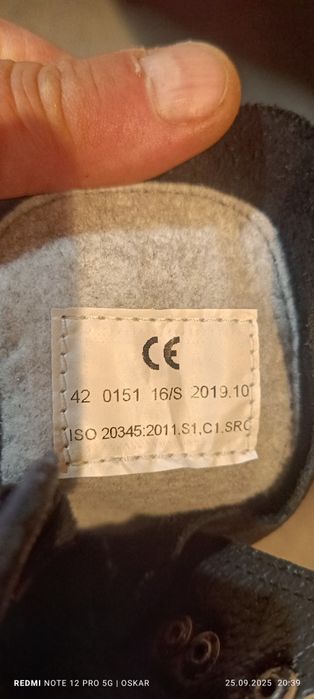 CE
42 0151 16/S 2019.10
ISO 20345:2011.S1,C1.SRC
REDMI NOTE 12 PRO 5G | OSKAR
25.09.2025 20:39